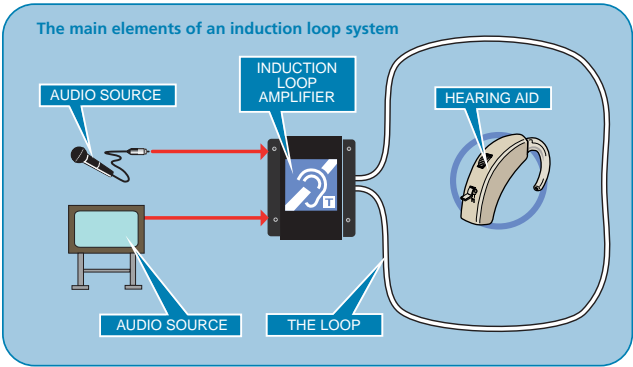 The main elements of an induction loop system
AUDIO SOURCE
INDUCTION
LOOP
AMPLIFIER
HEARING AID
T
AUDIO SOURCE
THE LOOP